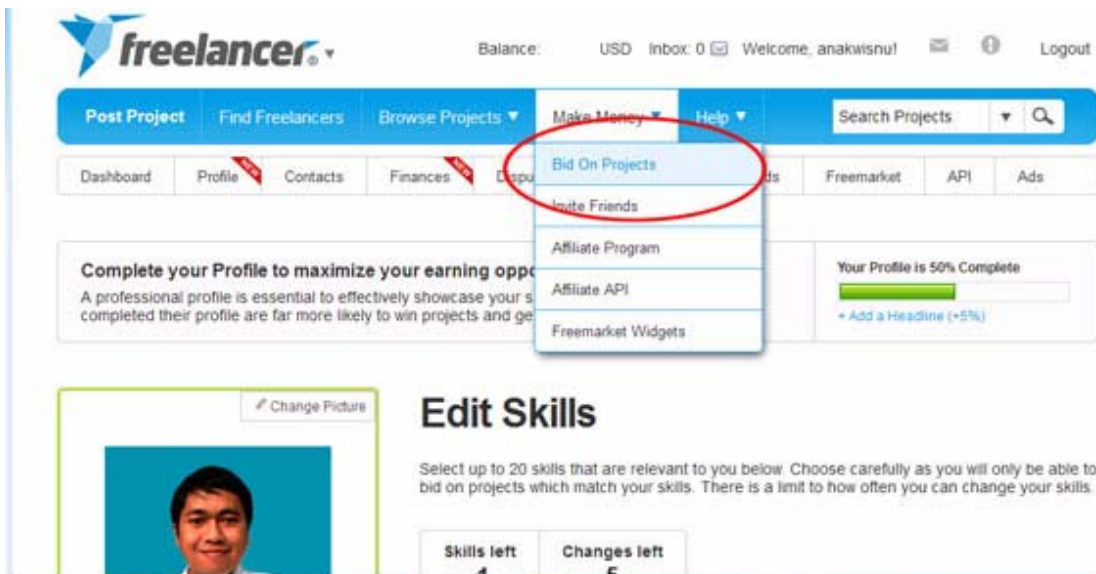 freelancer
Balance: USD Inbox: 0 Welcome, anakwisnu! Logout
Post Project Find Freelancers Browse Projects Make Money Help Search Projects
Dashboard Profile NEW Contacts Finances NEW Dispu ds Freemarket API Ads
Bid On Projects
Invite Friends
Affiliate Program
Affiliate API
Freemarket Widgets
Complete your Profile to maximize your earning oppo
A professional profile is essential to effectively showcase your s
completed their profile are far more likely to win projects and ge
Your Profile is 50% Complete
+ Add a Headline (+5%)
Change Picture
Edit Skills
Select up to 20 skills that are relevant to you below. Choose carefully as you will only be able to
bid on projects which match your skills. There is a limit to how often you can change your skills.
Skills left Changes left